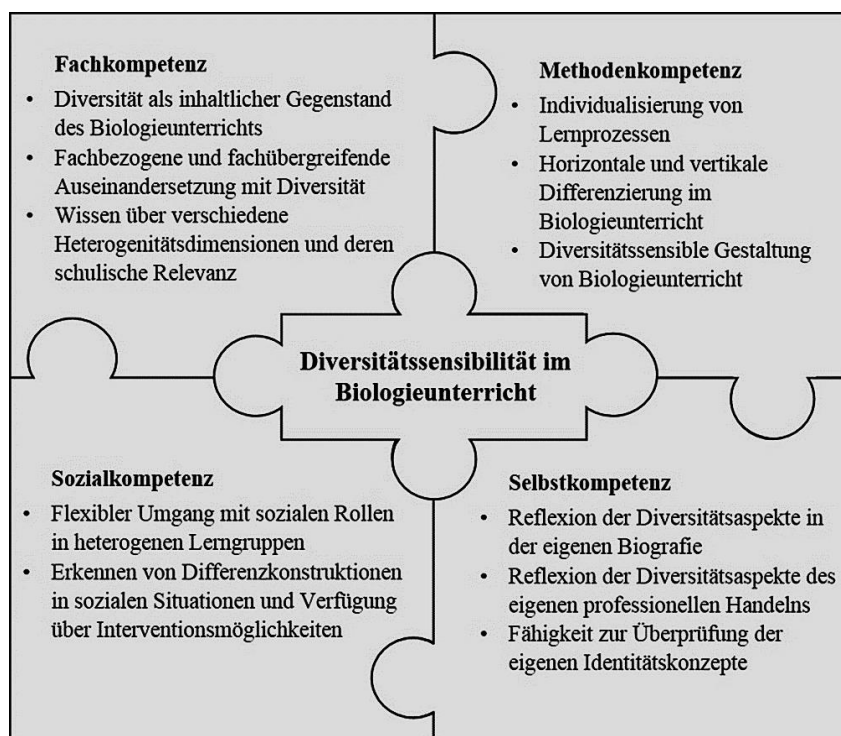 Fachkompetenz
• Diversität als inhaltlicher Gegenstand
des Biologieunterrichts
• Fachbezogene und fachübergreifende
Auseinandersetzung mit Diversität
• Wissen über verschiedene
Heterogenitätsdimensionen und deren
schulische Relevanz
Methodenkompetenz
• Individualisierung von
Lernprozessen
• Horizontale und vertikale
Differenzierung im
Biologieunterricht
• Diversitätssensible Gestaltung
von Biologieunterricht
Diversitätssensibilität im
Biologieunterricht
Sozialkompetenz
• Flexibler Umgang mit sozialen Rollen
in heterogenen Lerngruppen
• Erkennen von Differenzkonstruktionen
in sozialen Situationen und Verfügung
über Interventionsmöglichkeiten
Selbstkompetenz
• Reflexion der Diversitätsaspekte in
der eigenen Biografie
• Reflexion der Diversitätsaspekte des
eigenen professionellen Handelns
• Fähigkeit zur Überprüfung der
eigenen Identitätskonzepte